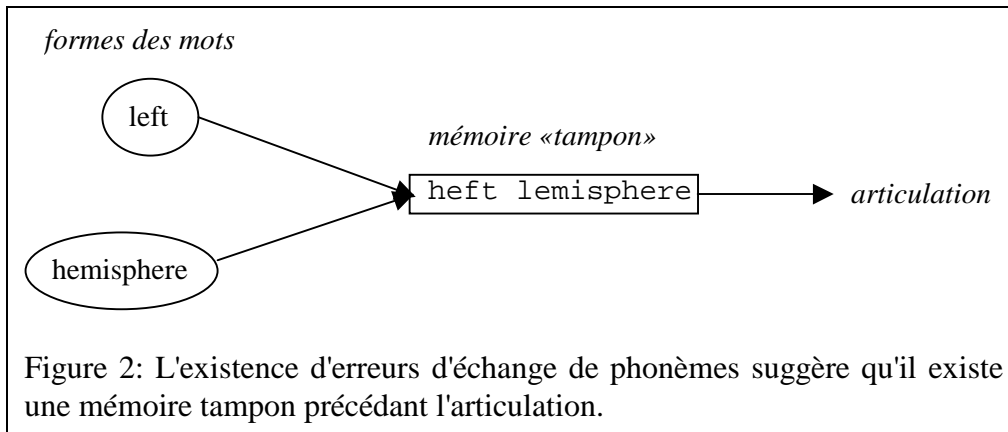 formes des mots
left
mémoire «tampon»
heft lemisphere
articulation
hemisphere
Figure 2: L'existence d'erreurs d'échange de phonèmes suggère qu'il existe
une mémoire tampon précédant l'articulation.